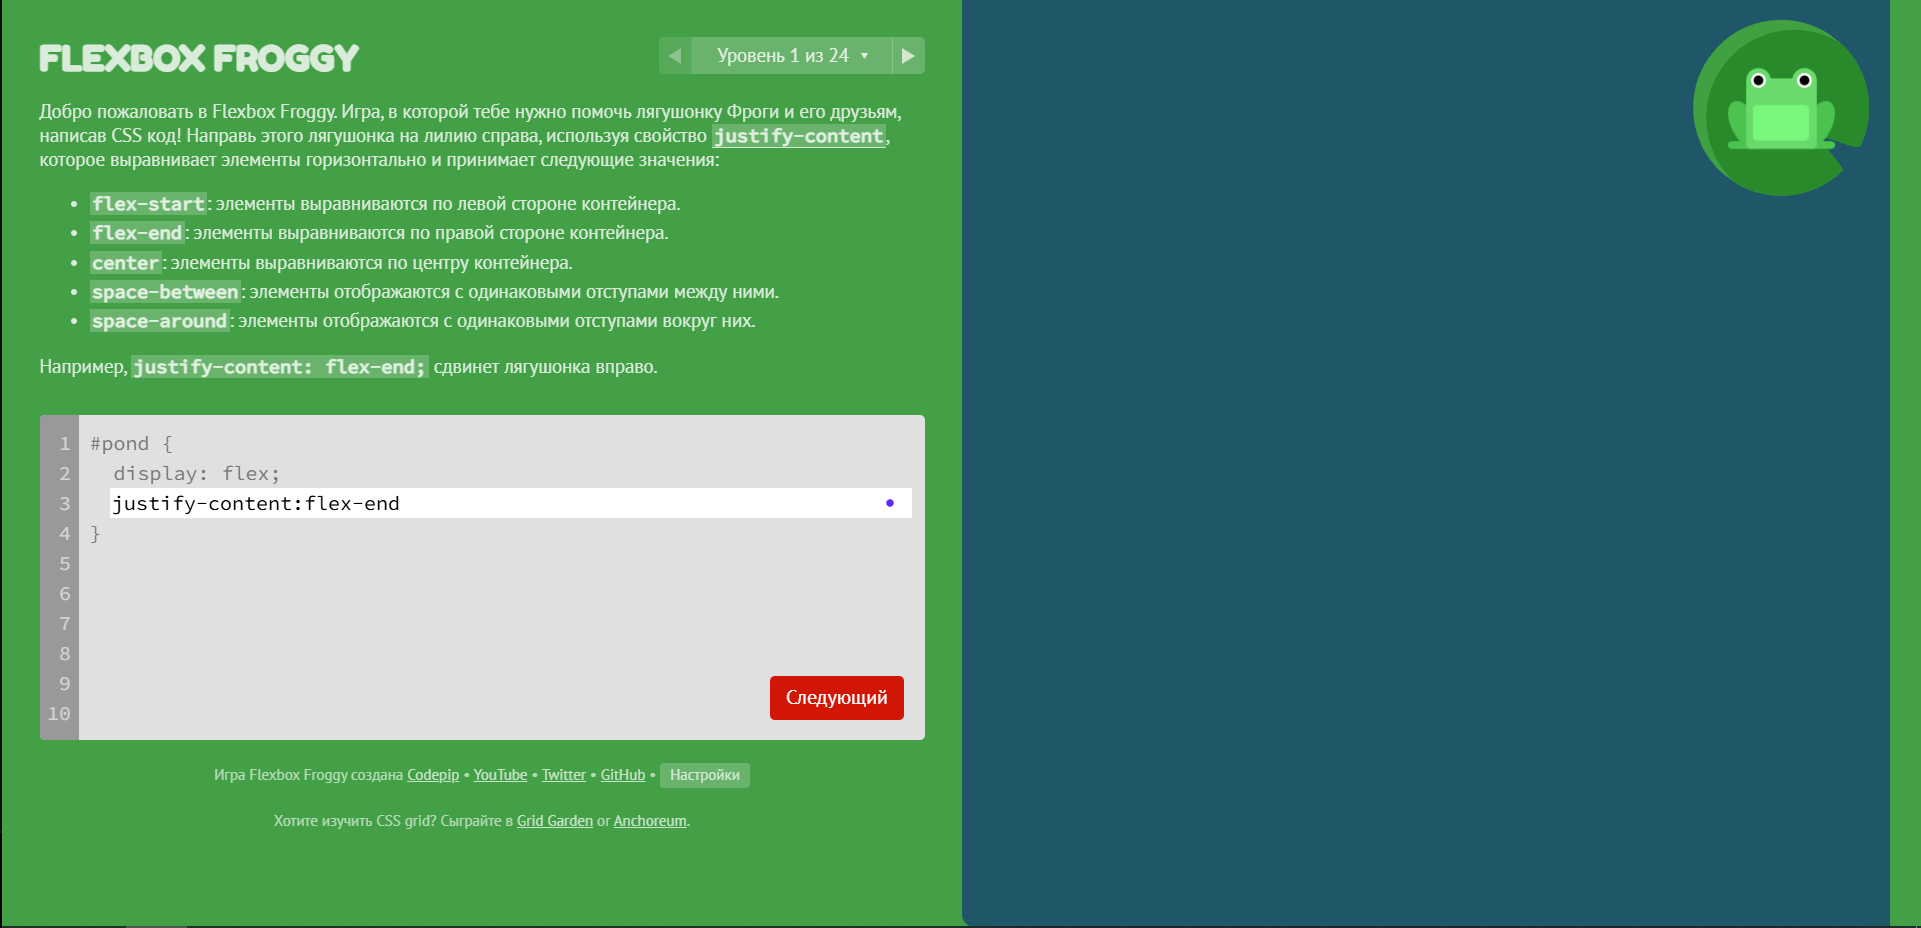 FLEXBOX FROGGY
Уровень 1 из 24
Добро пожаловать в Flexbox Froggy. Игра, в которой тебе нужно помочь лягушонку Фроги и его друзьям,
написав CSS код! Направь этого лягушонка на лилию справа, используя свойство justify-content,
которое выравнивает элементы горизонтально и принимает следующие значения:
• flex-start: элементы выравниваются по левой стороне контейнера.
• flex-end: элементы выравниваются по правой стороне контейнера.
• center: элементы выравниваются по центру контейнера.
• space-between: элементы отображаются с одинаковыми отступами между ними.
• space-around: элементы отображаются с одинаковыми отступами вокруг них.
Например, justify-content: flex-end; сдвинет лягушонка вправо.
1 #pond {
2 display: flex;
3 justify-content:flex-end
4 }
5
6
7
8
9
10
Следующий
Игра Flexbox Froggy создана Codepip • YouTube • Twitter • GitHub • Настройки
Хотите изучить CSS grid? Сыграйте в Grid Garden or Anchoreum.